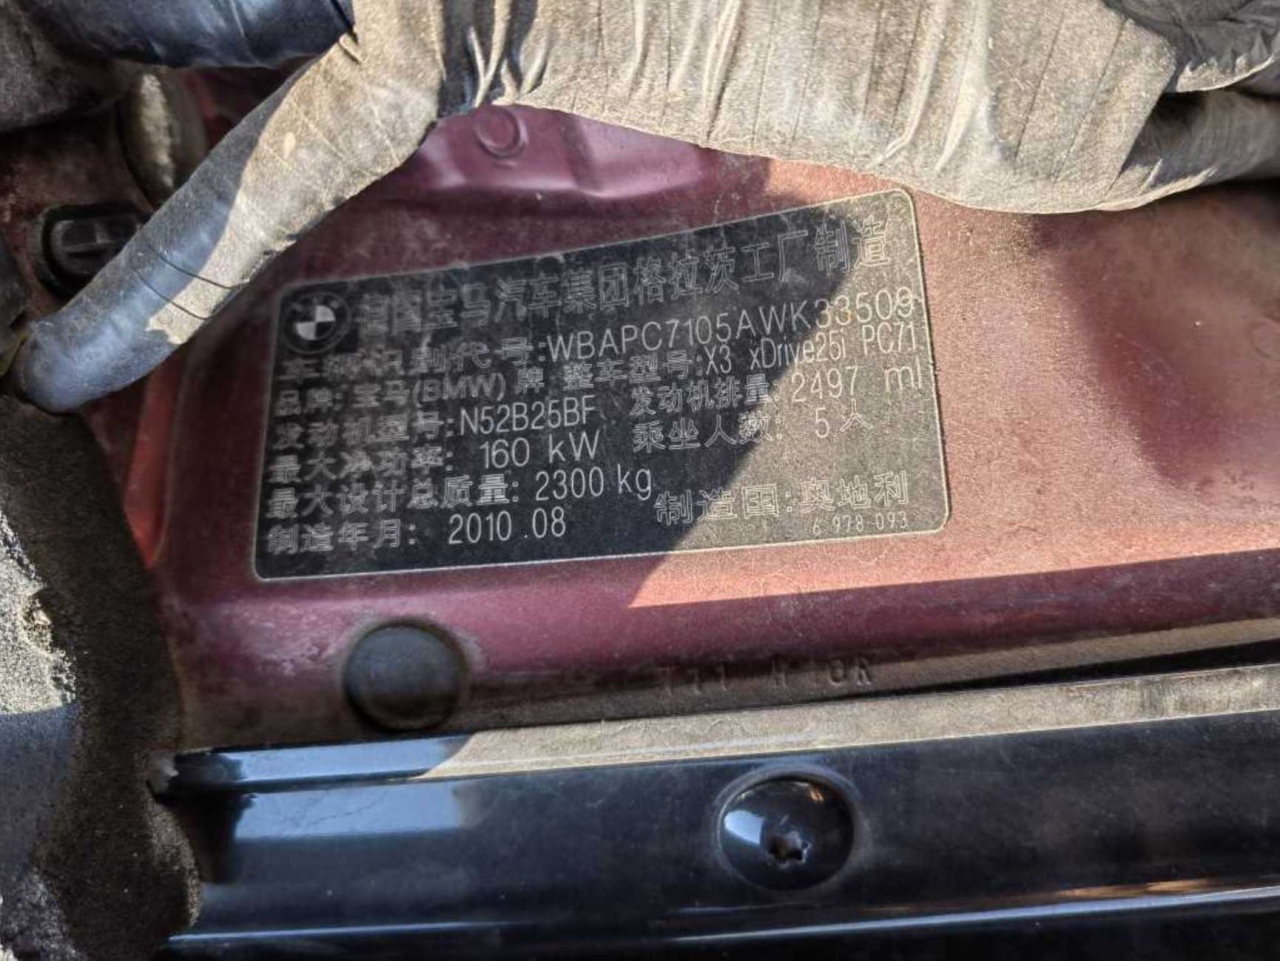 德国宝马汽车集团格拉茨工厂制造
车辆识别代号:WBAPC7105AWK33509
品牌:宝马(BMW)牌 整车型号:X3 xDrive25i PC71
发动机型号:N52B25BF 发动机排量:2497 ml
最大净功率: 160 kW 乘坐人数: 5人
最大设计总质量: 2300 kg
制造年月: 2010.08 制造国:奥地利
6 978-093